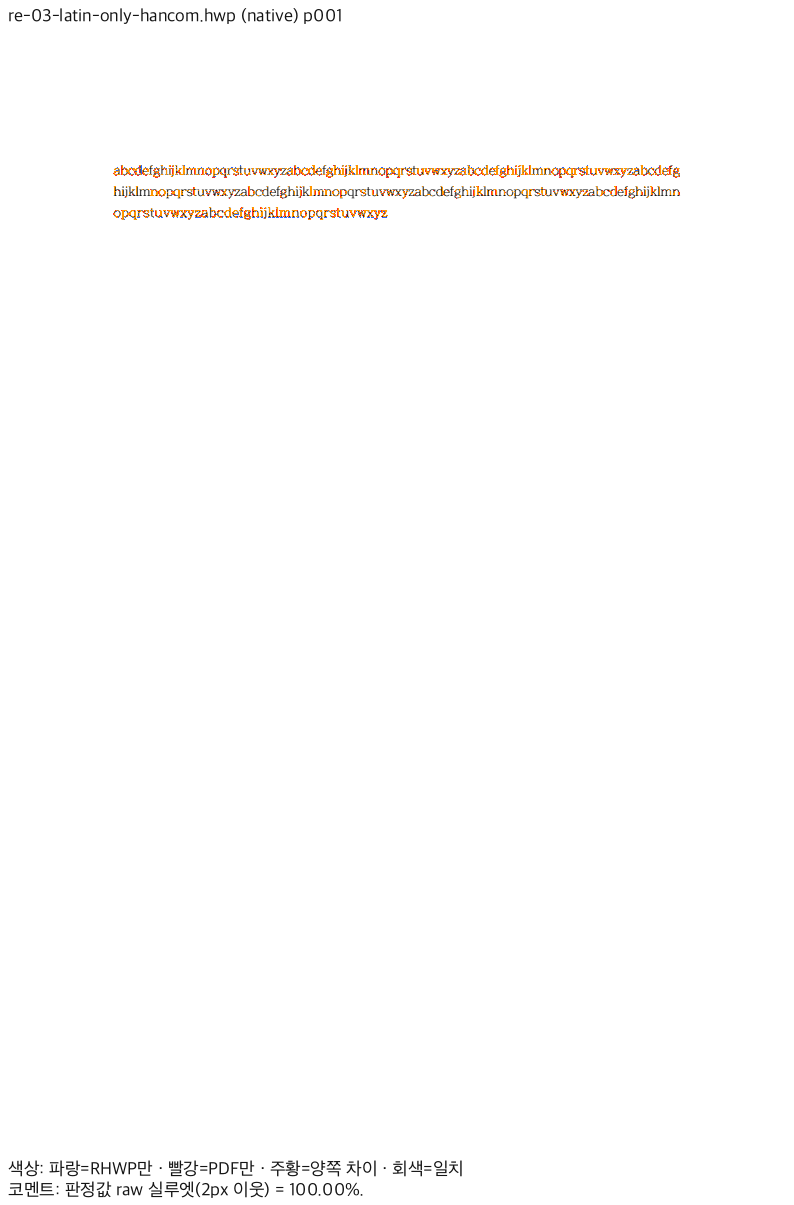 re-03-latin-only-hancom.hwp (native) p001
abcdefghijklmnopqrstuvwxyzabcdefghijklmnopqrstuvwxyzabcdefghijklmnopqrstuvwxyzabcdefg
hijklmnopqrstuvwxyzabcdefghijklmnopqrstuvwxyzabcdefghijklmnopqrstuvwxyzabcdefghijklmn
opqrstuvwxyzabcdefghijklmnopqrstuvwxyz
색상: 파랑=RHWP만 · 빨강=PDF만 · 주황=양쪽 차이 · 회색=일치
코멘트: 판정값 raw 실루엣(2px 이웃) = 100.00%.